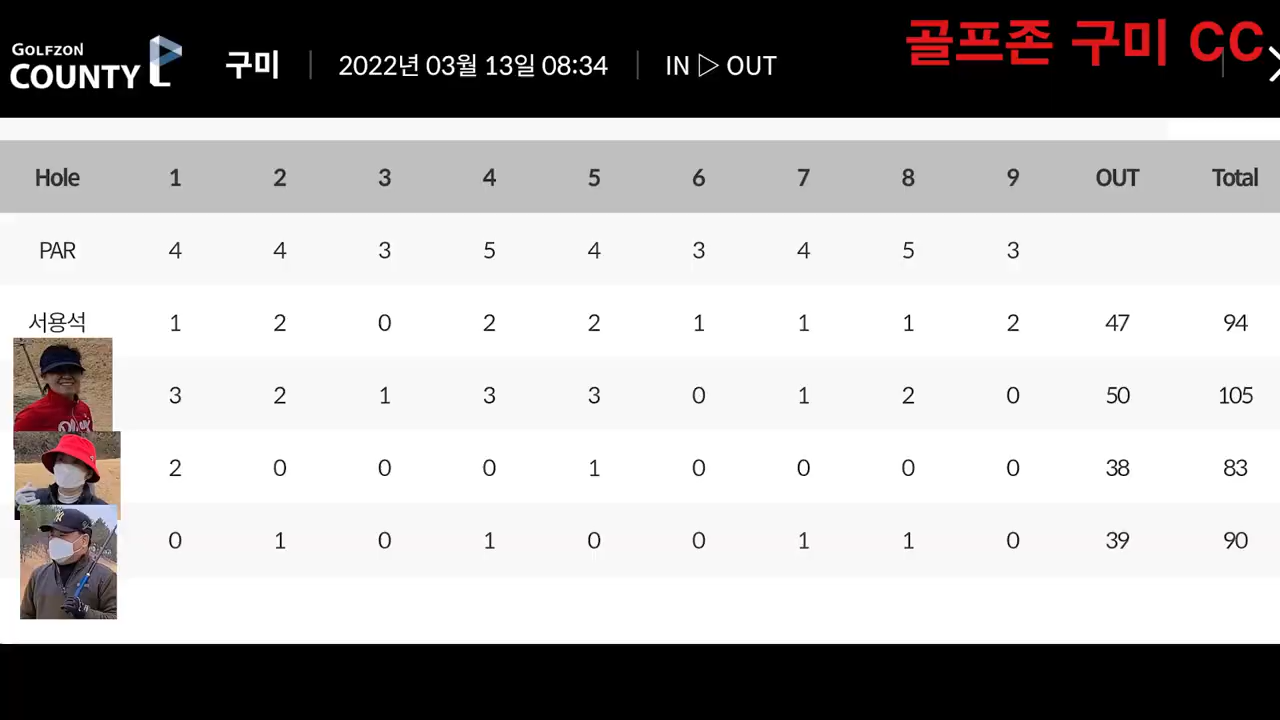 GOLFZON
COUNTY 구미 2022년 03월 13일 08:34 IN ▷ OUT 골프존 구미 CC
Hole 1 2 3 4 5 6 7 8 9 OUT Total
PAR 4 4 3 5 4 3 4 5 3
서용석 1 2 0 2 2 1 1 1 2 47 94
3 2 1 3 3 0 1 2 0 50 105
2 0 0 0 1 0 0 0 0 38 83
0 1 0 1 0 0 1 1 0 39 90